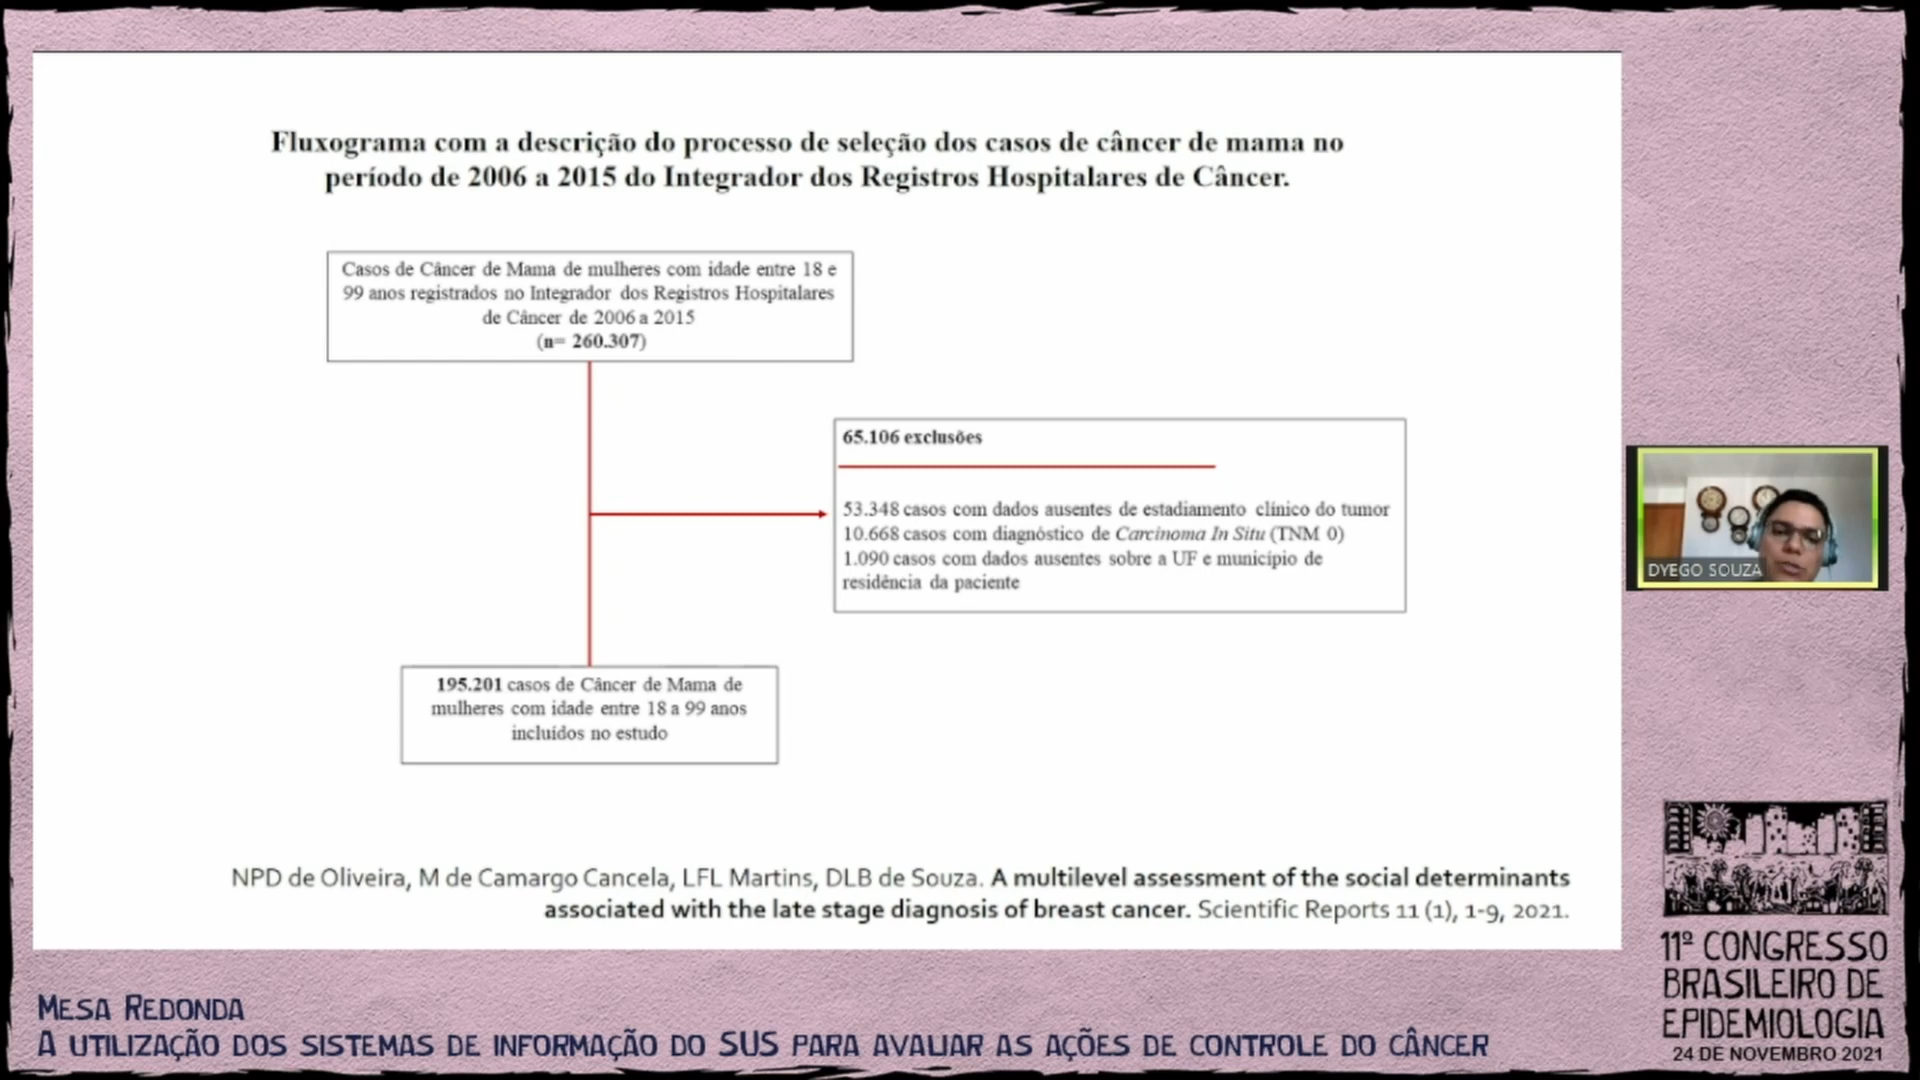 Fluxograma com a descrição do processo de seleção dos casos de câncer de mama no
período de 2006 a 2015 do Integrador dos Registros Hospitalares de Câncer.
Casos de Câncer de Mama de mulheres com idade entre 18 e
99 anos registrados no Integrador dos Registros Hospitalares
de Câncer de 2006 a 2015
(n= 260.307)
65.106 exclusões
53.348 casos com dados ausentes de estadiamento clínico do tumor
10.668 casos com diagnóstico de Carcinoma In Situ (TNM 0)
1.090 casos com dados ausentes sobre a UF e município de
residência da paciente
195.201 casos de Câncer de Mama de
mulheres com idade entre 18 a 99 anos
incluídos no estudo
NPD de Oliveira, M de Camargo Cancela, LFL Martins, DLB de Souza. A multilevel assessment of the social determinants
associated with the late stage diagnosis of breast cancer. Scientific Reports 11 (1), 1-9, 2021.
DYEGO SOUZA
MESA REDONDA
A UTILIZAÇÃO DOS SISTEMAS DE INFORMAÇÃO DO SUS PARA AVALIAR AS AÇÕES DE CONTROLE DO CÂNCER
11º CONGRESSO
BRASILEIRO DE
EPIDEMIOLOGIA
24 DE NOVEMBRO 2021